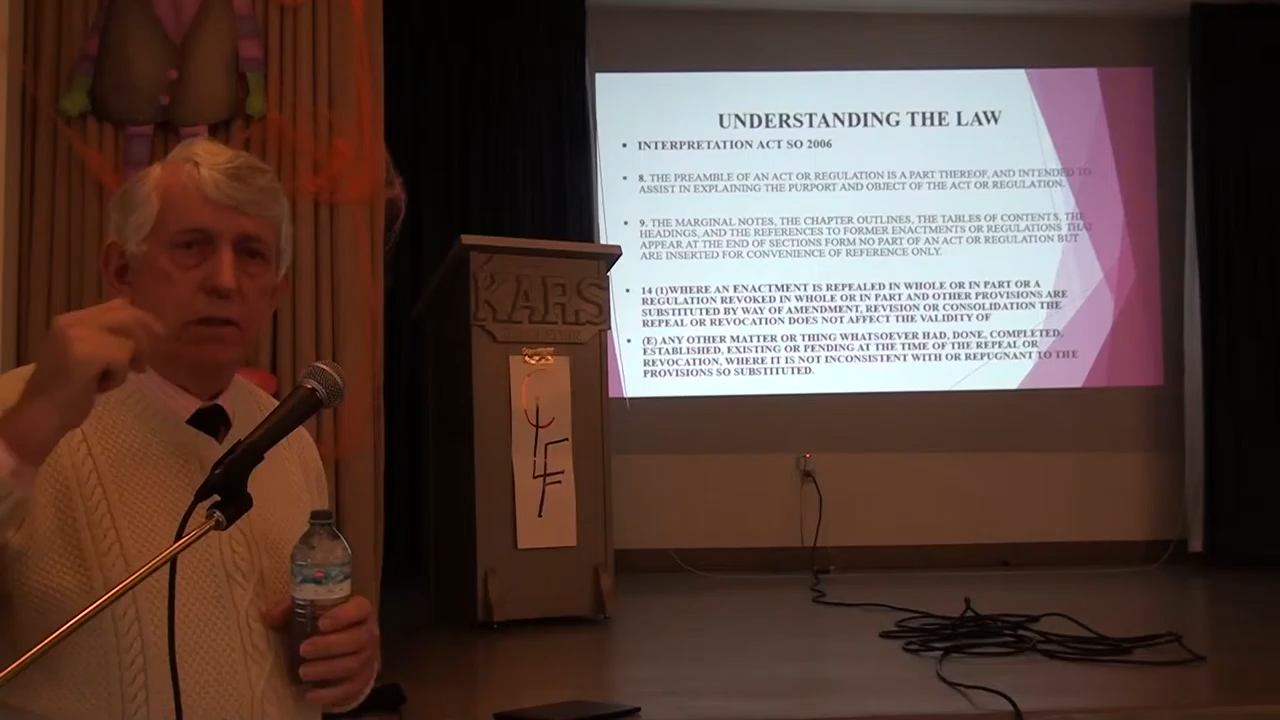 UNDERSTANDING THE LAW
▪ INTERPRETATION ACT SO 2006
▪ 8. THE PREAMBLE OF AN ACT OR REGULATION IS A PART THEREOF, AND INTENDED TO
ASSIST IN EXPLAINING THE PURPORT AND OBJECT OF THE ACT OR REGULATION.
▪ 9. THE MARGINAL NOTES, THE CHAPTER OUTLINES, THE TABLES OF CONTENTS, THE
HEADINGS, AND THE REFERENCES TO FORMER ENACTMENTS OR REGULATIONS THAT
APPEAR AT THE END OF SECTIONS FORM NO PART OF AN ACT OR REGULATION BUT
ARE INSERTED FOR CONVENIENCE OF REFERENCE ONLY.
▪ 14 (1)WHERE AN ENACTMENT IS REPEALED IN WHOLE OR IN PART OR A
REGULATION REVOKED IN WHOLE OR IN PART AND OTHER PROVISIONS ARE
SUBSTITUTED BY WAY OF AMENDMENT, REVISION OR CONSOLIDATION THE
REPEAL OR REVOCATION DOES NOT AFFECT THE VALIDITY OF
▪ (E) ANY OTHER MATTER OR THING WHATSOEVER HAD, DONE, COMPLETED,
ESTABLISHED, EXISTING OR PENDING AT THE TIME OF THE REPEAL OR
REVOCATION, WHERE IT IS NOT INCONSISTENT WITH OR REPUGNANT TO THE
PROVISIONS SO SUBSTITUTED.
KARS